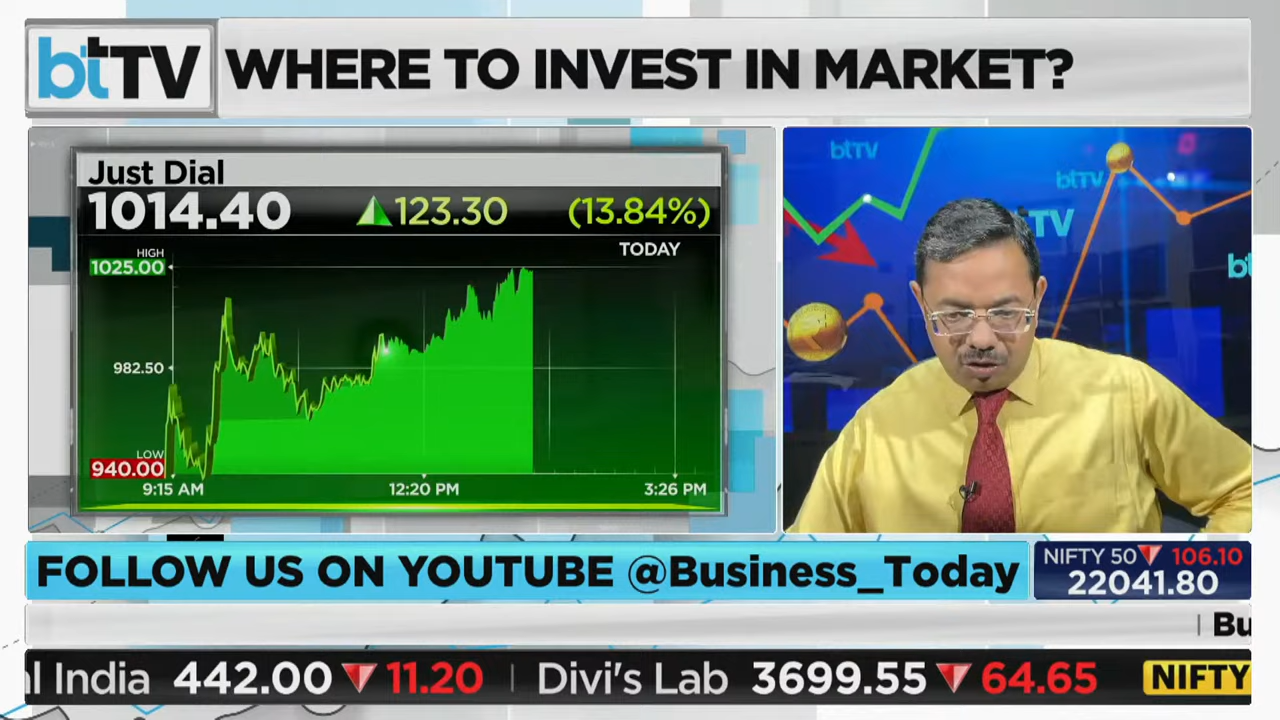 btTV WHERE TO INVEST IN MARKET?
Just Dial
1014.40 123.30 (13.84%)
TODAY
HIGH
1025.00
982.50
LOW
940.00
9:15 AM 12:20 PM 3:26 PM
btTV
btTV
TV
bt
FOLLOW US ON YOUTUBE @Business_Today
NIFTY 50 106.10
22041.80
| Bu
l India 442.00 11.20 | Divi's Lab 3699.55 64.65 NIFTY